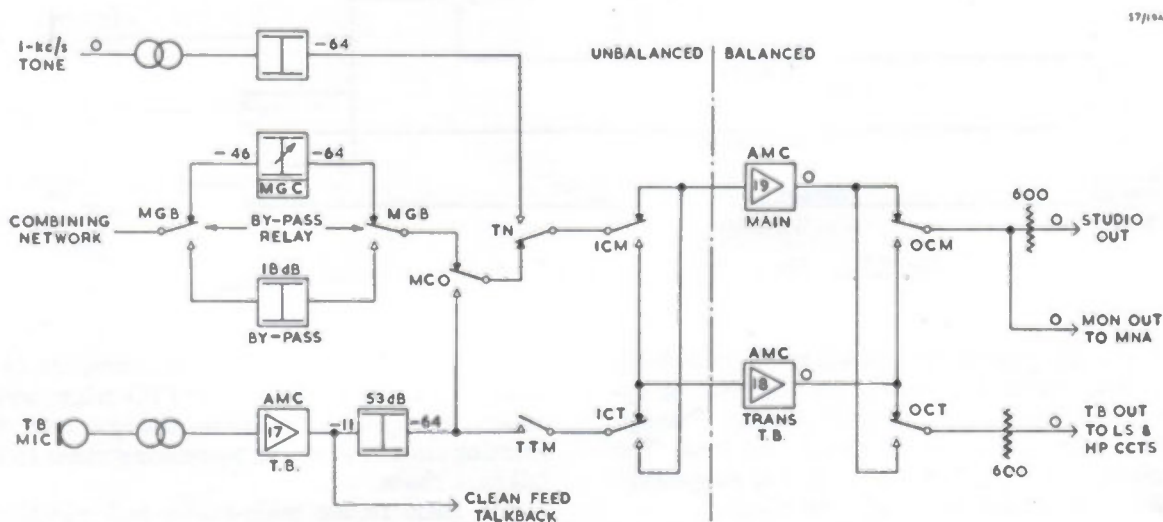 57/194
1-kc/s
TONE
O
-64
UNBALANCED
BALANCED
-46
-64
MGC
MGB
BY-PASS
RELAY
MGB
COMBINING
NETWORK
18 dB
BY-PASS
MCO
TN
ICM
AMC
19
O
MAIN
OCM
600
O
STUDIO
OUT
O
MON OUT
TO MNA
TB
MIC
AMC
17
T.B.
-11
53dB
-64
TTM
ICT
AMC
18
O
TRANS
T.B.
OCT
600
O
TB OUT
TO LS &
HP CCTS
CLEAN FEED
TALKBACK